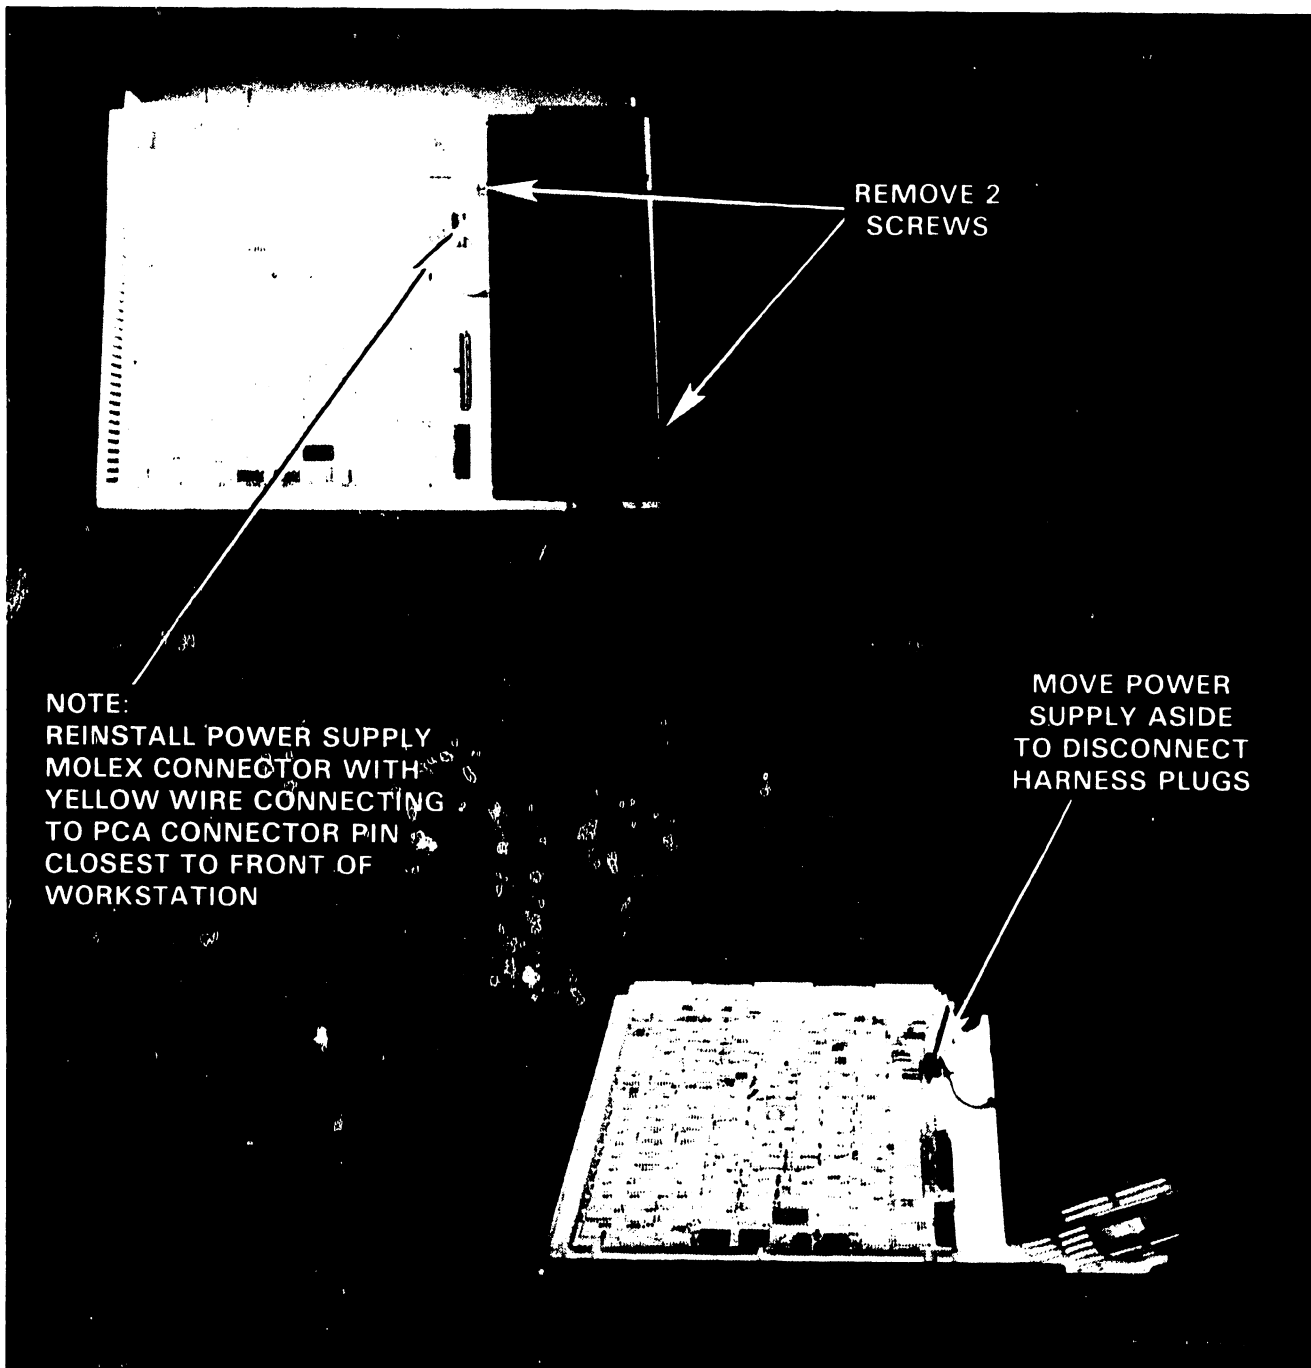 REMOVE 2
SCREWS
NOTE:
REINSTALL POWER SUPPLY
MOLEX CONNECTOR WITH
YELLOW WIRE CONNECTING
TO PCA CONNECTOR PIN
CLOSEST TO FRONT OF
WORKSTATION
MOVE POWER
SUPPLY ASIDE
TO DISCONNECT
HARNESS PLUGS